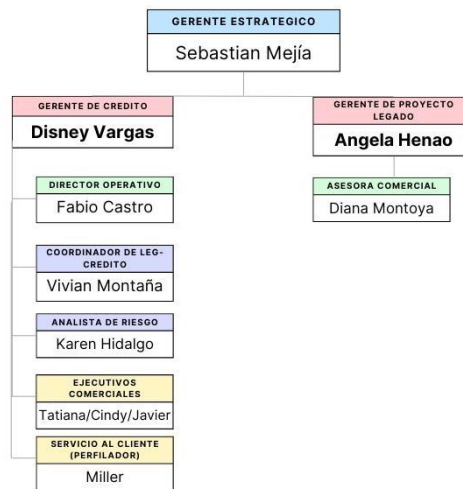 GERENTE ESTRATEGICO
Sebastian Mejía
GERENTE DE CREDITO
Disney Vargas
GERENTE DE PROYECTO
LEGADO
Angela Henao
DIRECTOR OPERATIVO
Fabio Castro
ASESORA COMERCIAL
Diana Montoya
COORDINADOR DE LEG-
CREDITO
Vivian Montaña
ANALISTA DE RIESGO
Karen Hidalgo
EJECUTIVOS
COMERCIALES
Tatiana/Cindy/Javier
SERVICIO AL CLIENTE
(PERFILADOR)
Miller